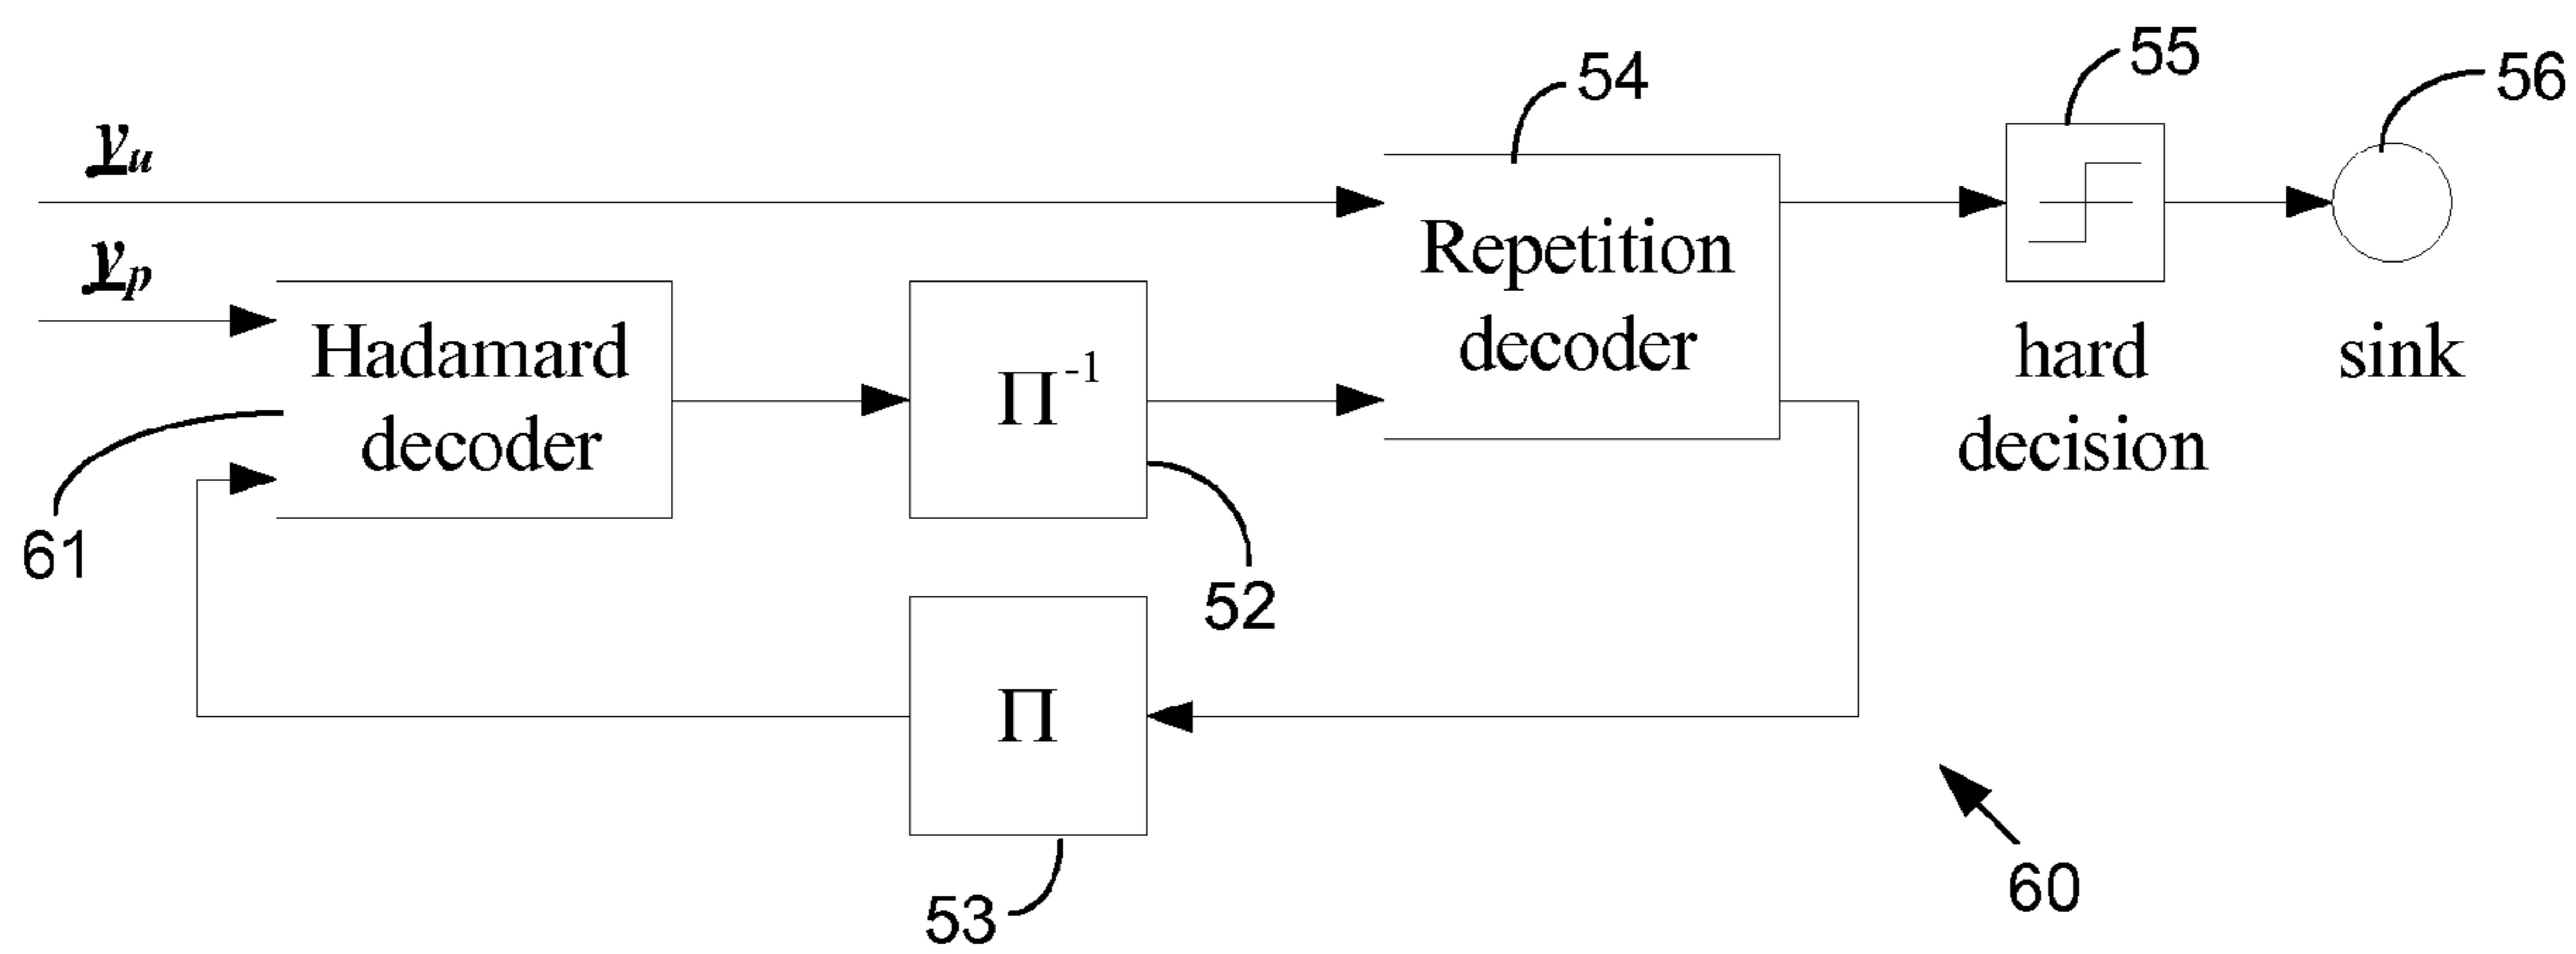 55
54
56
y_u
y_p
Repetition
decoder
Hadamard
decoder
Π^-1
hard
decision
sink
61
52
Π
60
53